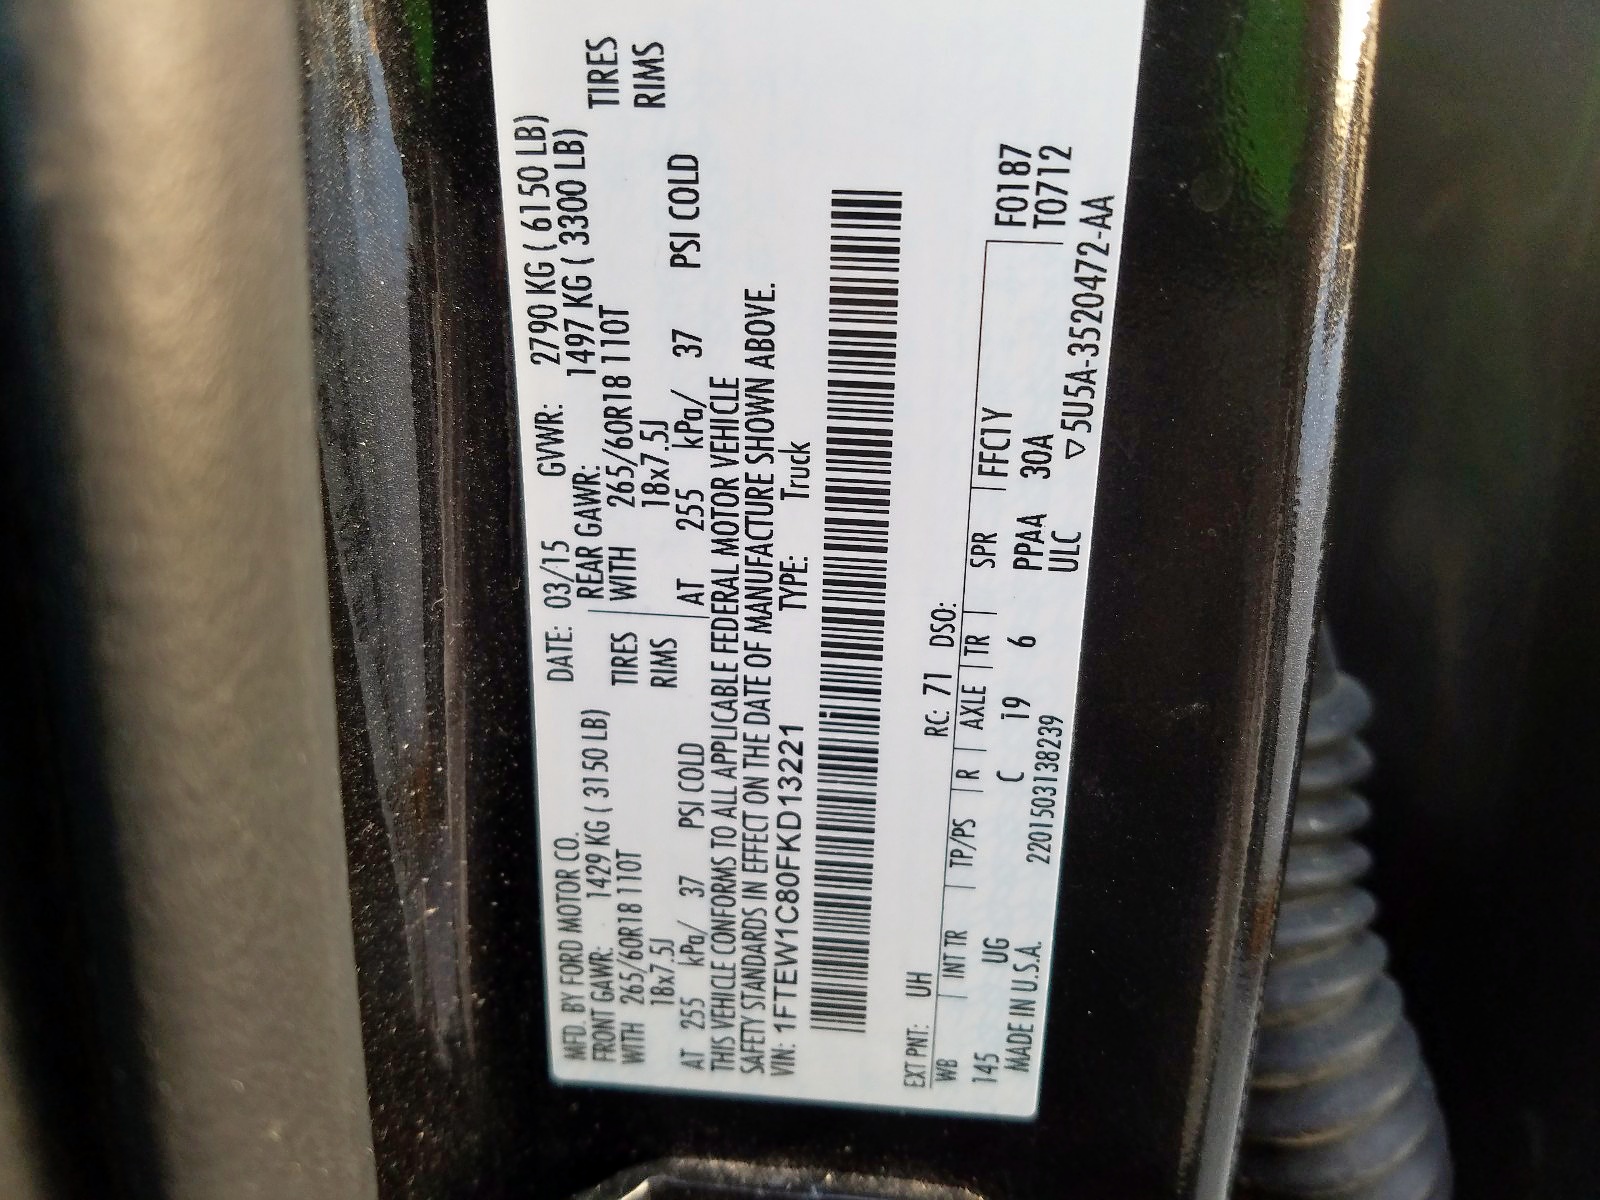 MFD. BY FORD MOTOR CO.
DATE: 03/15 GVWR: 2790 KG ( 6150 LB)
FRONT GAWR: 1429 KG ( 3150 LB) REAR GAWR: 1497 KG ( 3300 LB)
WITH 265/60R18 110T TIRES WITH 265/60R18 110T TIRES
18x7.5J RIMS 18x7.5J RIMS
AT 255 kPa/ 37 PSI COLD AT 255 kPa/ 37 PSI COLD
THIS VEHICLE CONFORMS TO ALL APPLICABLE FEDERAL MOTOR VEHICLE
SAFETY STANDARDS IN EFFECT ON THE DATE OF MANUFACTURE SHOWN ABOVE.
VIN: 1FTEW1C80FKD13221 TYPE: Truck
EXT PNT: UH RC: 71 DSO:
WB INT TR TP/PS R AXLE TR SPR FFC1Y F0187
145 UG C 19 6 PPAA 30A T0712
MADE IN U.S.A. 2201503138239 ULC ▽5U5A-3520472-AA